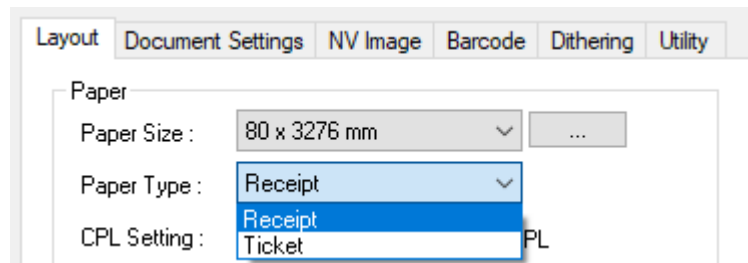 Layout Document Settings NV Image Barcode Dithering Utility
Paper
Paper Size : 80 x 3276 mm ...
Paper Type : Receipt
Receipt
CPL Setting : PL
Ticket